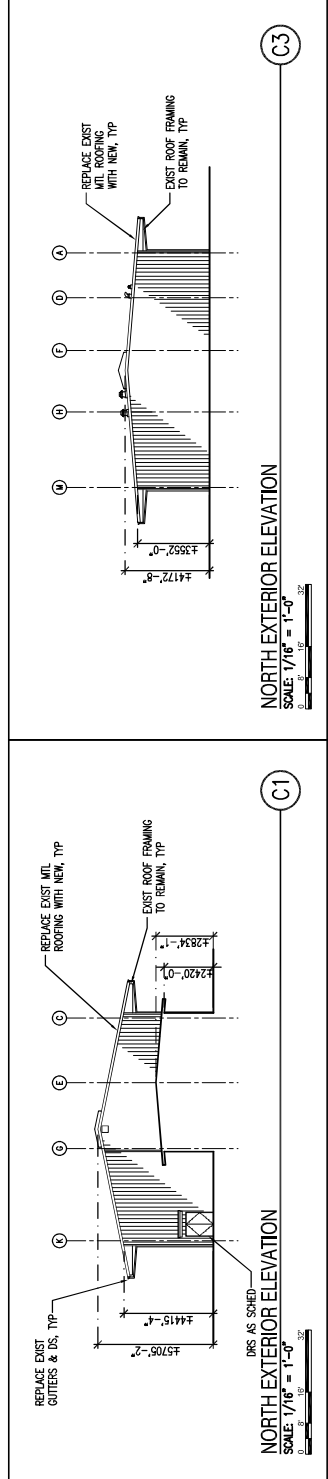 REPLACE EXIST
GUTTERS & DS, TYP
K
G
E
C
REPLACE EXIST MTL
ROOFING WITH NEW, TYP
EXIST ROOF FRAMING
TO REMAIN, TYP
±5705'-2"
±4415'-4"
±2420'-0"
±2834'-1"
DRS AS SCHED
NORTH EXTERIOR ELEVATION
SCALE: 1/16" = 1'-0"
0 8' 16' 32'
C1
M
H
F
D
A
REPLACE EXIST
MTL ROOFING
WITH NEW, TYP
EXIST ROOF FRAMING
TO REMAIN, TYP
±4172'-8"
±3552'-0"
NORTH EXTERIOR ELEVATION
SCALE: 1/16" = 1'-0"
0 8' 16' 32'
C3